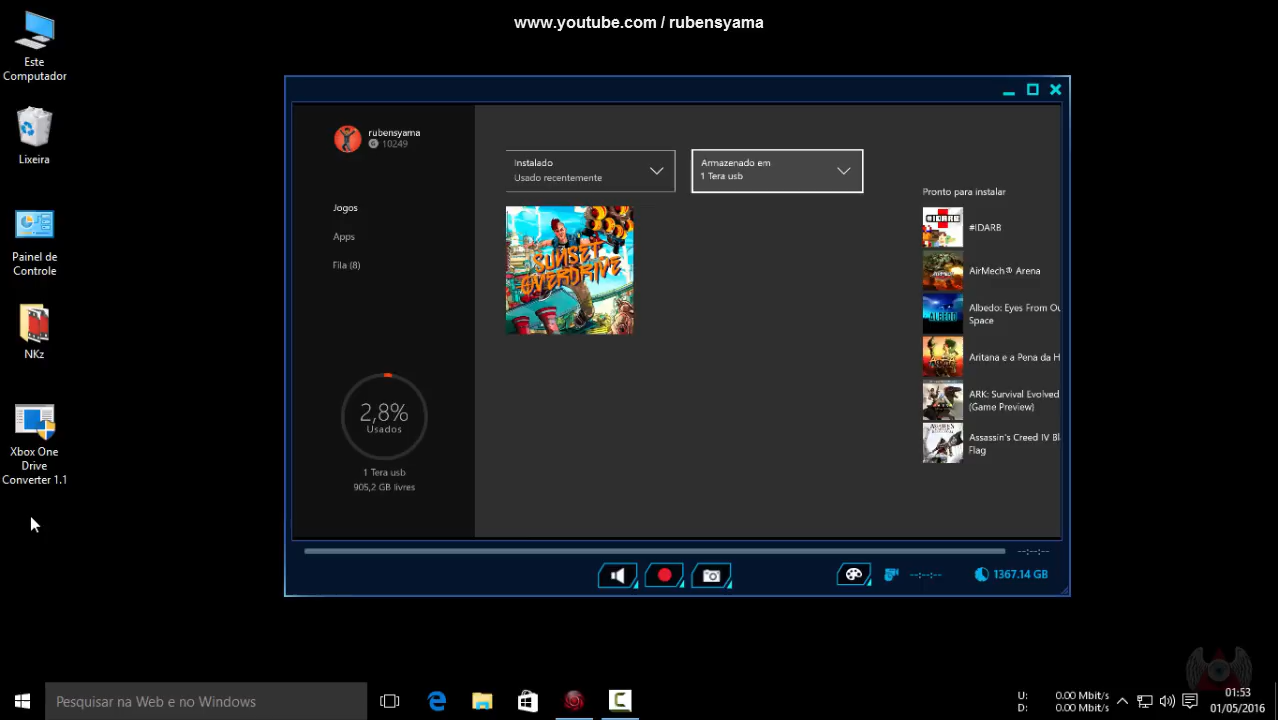 www.youtube.com / rubensyama
Este
Computador
Lixeira
Painel de
Controle
NKz
Xbox One
Drive
Converter 1.1
rubensyama
G 10249
Jogos
Apps
Fila (8)
2,8%
Usados
1 Tera usb
905,2 GB livres
Instalado
Usado recentemente
Armazenado em
1 Tera usb
SUNSET
OVERDRIVE
Pronto para instalar
#IDARB
AirMech® Arena
Albedo: Eyes From Ou
Space
Aritana e a Pena da H
ARK: Survival Evolved
(Game Preview)
Assassin's Creed IV Bl
Flag
--:--:--
--:--:--
1367.14 GB
Pesquisar na Web e no Windows
U: 0.00 Mbit/s
D: 0.00 Mbit/s
01:53
01/05/2016